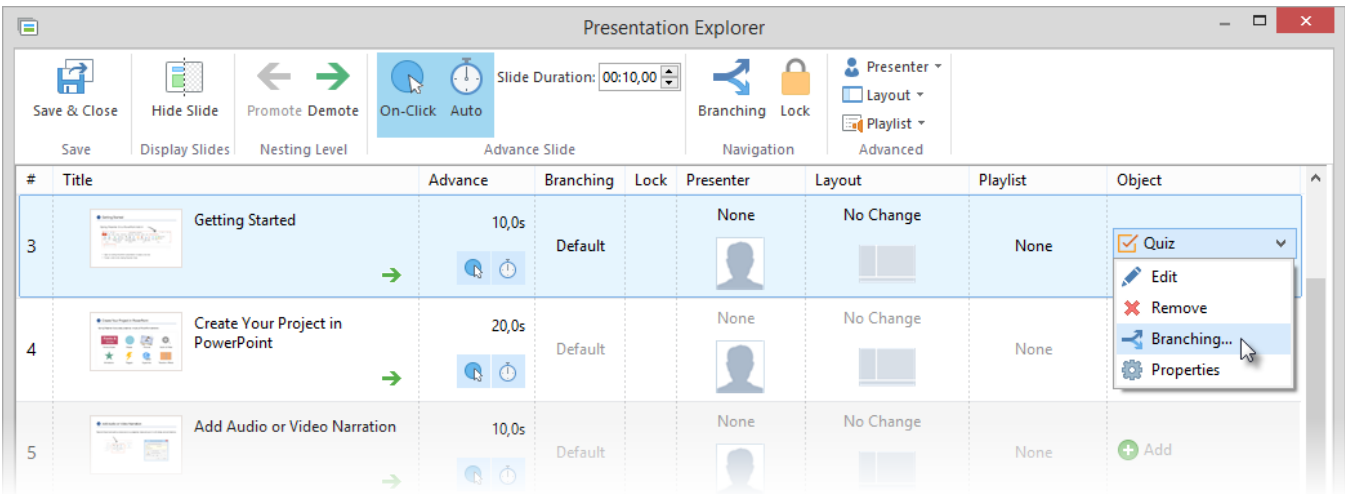 Presentation Explorer
Save & Close
Hide Slide
Promote Demote
On-Click Auto
Slide Duration: 00:10,00
Branching Lock
Presenter
Layout
Playlist
Save
Display Slides
Nesting Level
Advance Slide
Navigation
Advanced
# Title Advance Branching Lock Presenter Layout Playlist Object
3 Getting Started 10,0s Default None No Change None Quiz
Edit
Remove
Branching...
Properties
4 Create Your Project in
PowerPoint
20,0s Default None No Change None
5 Add Audio or Video Narration 10,0s Default None No Change None Add